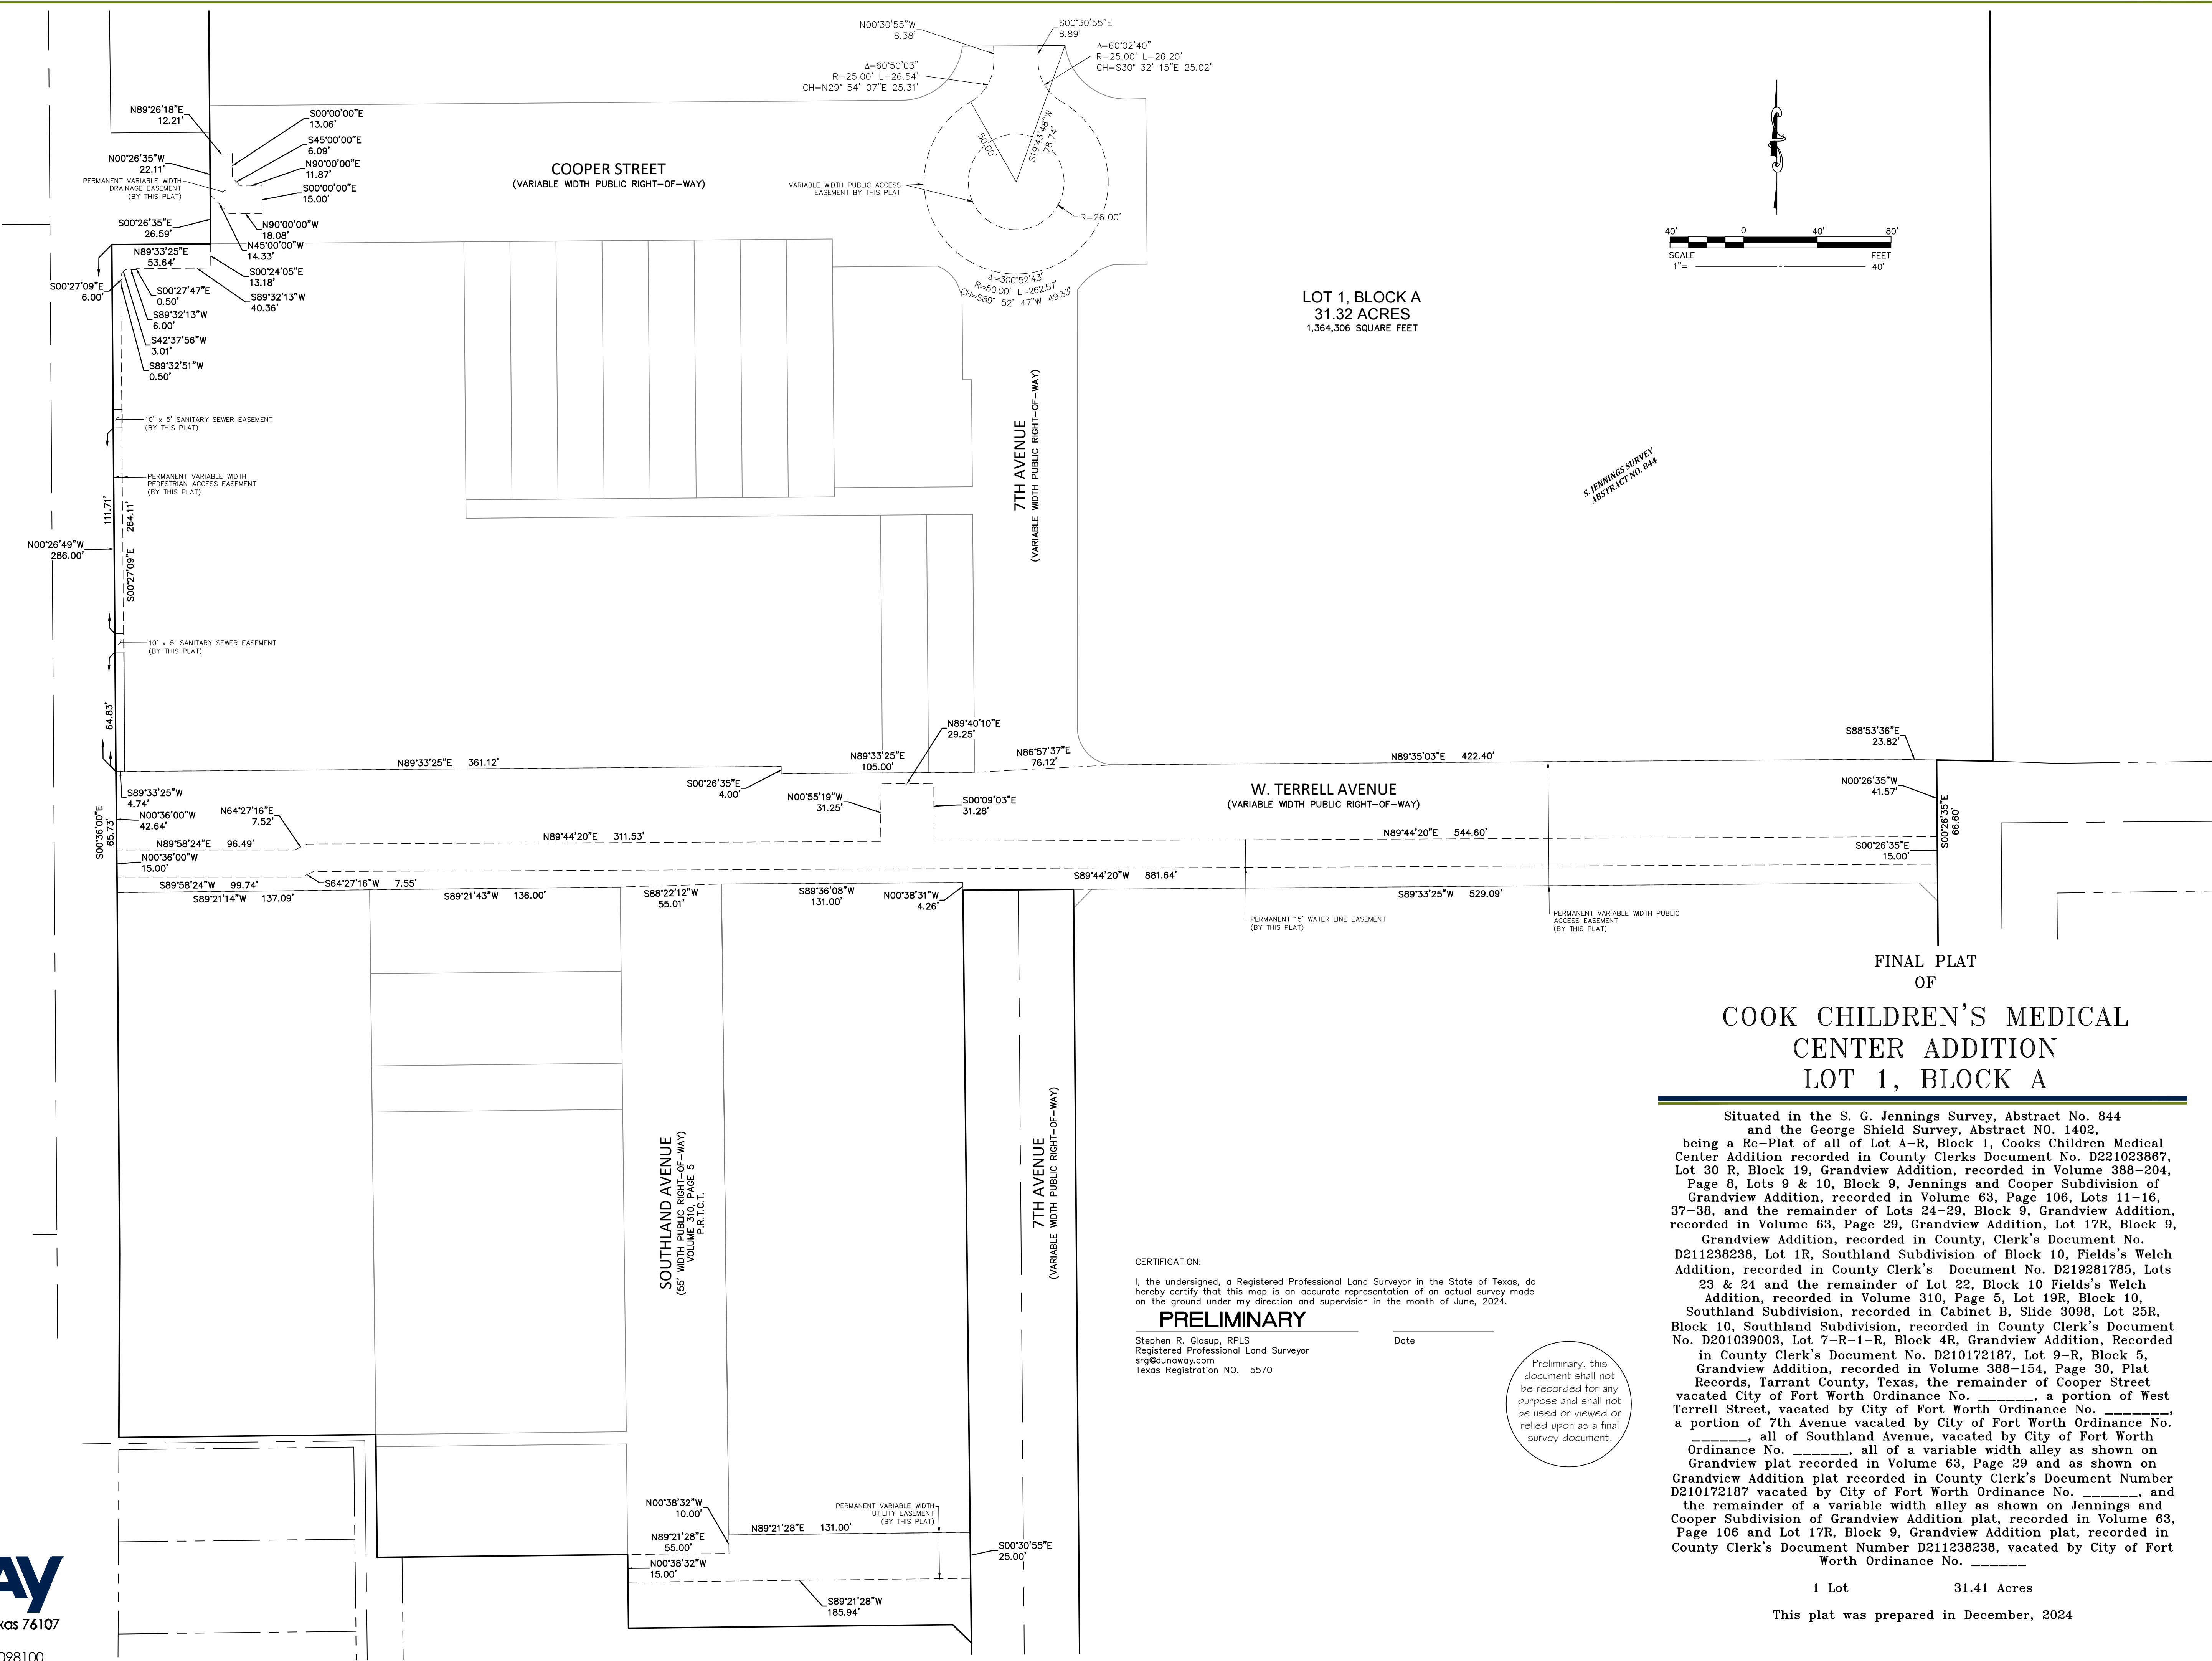 N00°30'55"W
8.38'
S00°30'55"E
8.89'
Δ=60°02'40"
R=25.00' L=26.20'
CH=S30° 32' 15"E 25.02'
Δ=60°50'03"
R=25.00' L=26.54'
CH=N29° 54' 07"E 25.31'
50.00'
S19°43'48"W
78.74'
R=26.00'
VARIABLE WIDTH PUBLIC ACCESS
EASEMENT BY THIS PLAT
Δ=300°52'43"
R=50.00' L=262.57'
CH=S89° 52' 47"W 49.33'
N89°26'18"E
12.21'
S00°00'00"E
13.06'
S45°00'00"E
6.09'
N90°00'00"E
11.87'
S00°00'00"E
15.00'
N00°26'35"W
22.11'
PERMANENT VARIABLE WIDTH
DRAINAGE EASEMENT
(BY THIS PLAT)
S00°26'35"E
26.59'
N90°00'00"W
18.08'
N45°00'00"W
14.33'
N89°33'25"E
53.64'
S00°24'05"E
13.18'
S89°32'13"W
40.36'
S00°27'09"E
6.00'
S00°27'47"E
0.50'
S89°32'13"W
6.00'
S42°37'56"W
3.01'
S89°32'51"W
0.50'
COOPER STREET
(VARIABLE WIDTH PUBLIC RIGHT-OF-WAY)
40' 0 40' 80'
SCALE FEET
1"= 40'
LOT 1, BLOCK A
31.32 ACRES
1,364,306 SQUARE FEET
S. JENNINGS SURVEY
ABSTRACT NO. 844
7TH AVENUE
(VARIABLE WIDTH PUBLIC RIGHT-OF-WAY)
10' x 5' SANITARY SEWER EASEMENT
(BY THIS PLAT)
PERMANENT VARIABLE WIDTH
PEDESTRIAN ACCESS EASEMENT
(BY THIS PLAT)
111.71'
S00°27'09"E 264.11'
N00°26'49"W
286.00'
10' x 5' SANITARY SEWER EASEMENT
(BY THIS PLAT)
64.83'
N89°33'25"E 361.12'
S00°26'35"E
4.00'
N89°33'25"E
105.00'
N89°40'10"E
29.25'
N86°57'37"E
76.12'
N89°35'03"E 422.40'
S88°53'36"E
23.82'
S89°33'25"W
4.74'
N00°36'00"W
42.64'
S00°36'00"E
65.73'
N64°27'16"E
7.52'
N00°55'19"W
31.25'
S00°09'03"E
31.28'
W. TERRELL AVENUE
(VARIABLE WIDTH PUBLIC RIGHT-OF-WAY)
N00°26'35"W
41.57'
S00°26'35"E
66.60'
N89°58'24"E 96.49'
N89°44'20"E 311.53'
N89°44'20"E 544.60'
S00°26'35"E
15.00'
N00°36'00"W
15.00'
S89°58'24"W 99.74'
S64°27'16"W 7.55'
S89°44'20"W 881.64'
S89°21'14"W 137.09'
S89°21'43"W 136.00'
S88°22'12"W
55.01'
S89°36'08"W
131.00'
N00°38'31"W
4.26'
S89°33'25"W 529.09'
PERMANENT 15' WATER LINE EASEMENT
(BY THIS PLAT)
PERMANENT VARIABLE WIDTH PUBLIC
ACCESS EASEMENT
(BY THIS PLAT)
SOUTHLAND AVENUE
(55' WIDTH PUBLIC RIGHT-OF-WAY)
VOLUME 310, PAGE 5
P.R.T.C.T.
7TH AVENUE
(VARIABLE WIDTH PUBLIC RIGHT-OF-WAY)
N00°38'32"W
10.00'
N89°21'28"E
55.00'
N00°38'32"W
15.00'
N89°21'28"E 131.00'
PERMANENT VARIABLE WIDTH
UTILITY EASEMENT
(BY THIS PLAT)
S00°30'55"E
25.00'
S89°21'28"W
185.94'
CERTIFICATION:
I, the undersigned, a Registered Professional Land Surveyor in the State of Texas, do
hereby certify that this map is an accurate representation of an actual survey made
on the ground under my direction and supervision in the month of June, 2024.
PRELIMINARY
Stephen R. Glosup, RPLS Date
Registered Professional Land Surveyor
srg@dunaway.com
Texas Registration NO. 5570
Preliminary, this
document shall not
be recorded for any
purpose and shall not
be used or viewed or
relied upon as a final
survey document.
FINAL PLAT
OF
COOK CHILDREN'S MEDICAL
CENTER ADDITION
LOT 1, BLOCK A
Situated in the S. G. Jennings Survey, Abstract No. 844
and the George Shield Survey, Abstract NO. 1402,
being a Re-Plat of all of Lot A-R, Block 1, Cooks Children Medical
Center Addition recorded in County Clerks Document No. D221023867,
Lot 30 R, Block 19, Grandview Addition, recorded in Volume 388-204,
Page 8, Lots 9 & 10, Block 9, Jennings and Cooper Subdivision of
Grandview Addition, recorded in Volume 63, Page 106, Lots 11-16,
37-38, and the remainder of Lots 24-29, Block 9, Grandview Addition,
recorded in Volume 63, Page 29, Grandview Addition, Lot 17R, Block 9,
Grandview Addition, recorded in County, Clerk's Document No.
D211238238, Lot 1R, Southland Subdivision of Block 10, Fields's Welch
Addition, recorded in County Clerk's Document No. D219281785, Lots
23 & 24 and the remainder of Lot 22, Block 10 Fields's Welch
Addition, recorded in Volume 310, Page 5, Lot 19R, Block 10,
Southland Subdivision, recorded in Cabinet B, Slide 3098, Lot 25R,
Block 10, Southland Subdivision, recorded in County Clerk's Document
No. D201039003, Lot 7-R-1-R, Block 4R, Grandview Addition, Recorded
in County Clerk's Document No. D210172187, Lot 9-R, Block 5,
Grandview Addition, recorded in Volume 388-154, Page 30, Plat
Records, Tarrant County, Texas, the remainder of Cooper Street
vacated City of Fort Worth Ordinance No. ______, a portion of West
Terrell Street, vacated by City of Fort Worth Ordinance No. _______,
a portion of 7th Avenue vacated by City of Fort Worth Ordinance No.
______, all of Southland Avenue, vacated by City of Fort Worth
Ordinance No. ______, all of a variable width alley as shown on
Grandview plat recorded in Volume 63, Page 29 and as shown on
Grandview Addition plat recorded in County Clerk's Document Number
D210172187 vacated by City of Fort Worth Ordinance No. ______, and
the remainder of a variable width alley as shown on Jennings and
Cooper Subdivision of Grandview Addition plat, recorded in Volume 63,
Page 106 and Lot 17R, Block 9, Grandview Addition plat, recorded in
County Clerk's Document Number D211238238, vacated by City of Fort
Worth Ordinance No. ______
1 Lot 31.41 Acres
This plat was prepared in December, 2024
AY
xas 76107
098100